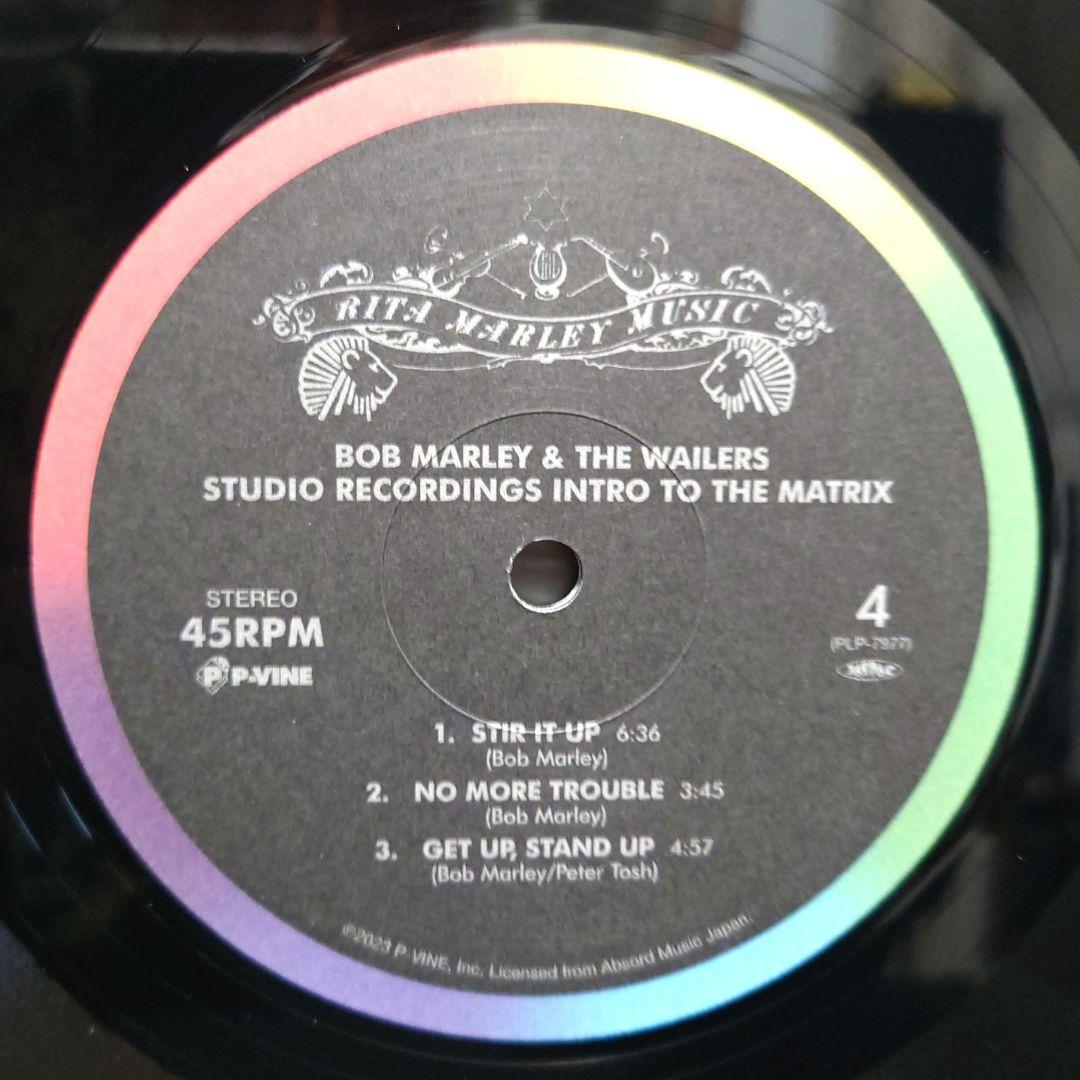 RITA MARLEY MUSIC
BOB MARLEY & THE WAILERS
STUDIO RECORDINGS INTRO TO THE MATRIX
STEREO
45RPM
P P-VINE
4
(PLP-7977)
1. STIR IT UP 6:36
(Bob Marley)
2. NO MORE TROUBLE 3:45
(Bob Marley)
3. GET UP, STAND UP 4:57
(Bob Marley/Peter Tosh)
©2023 P-VINE, Inc. Licensed from Absord Music Japan.